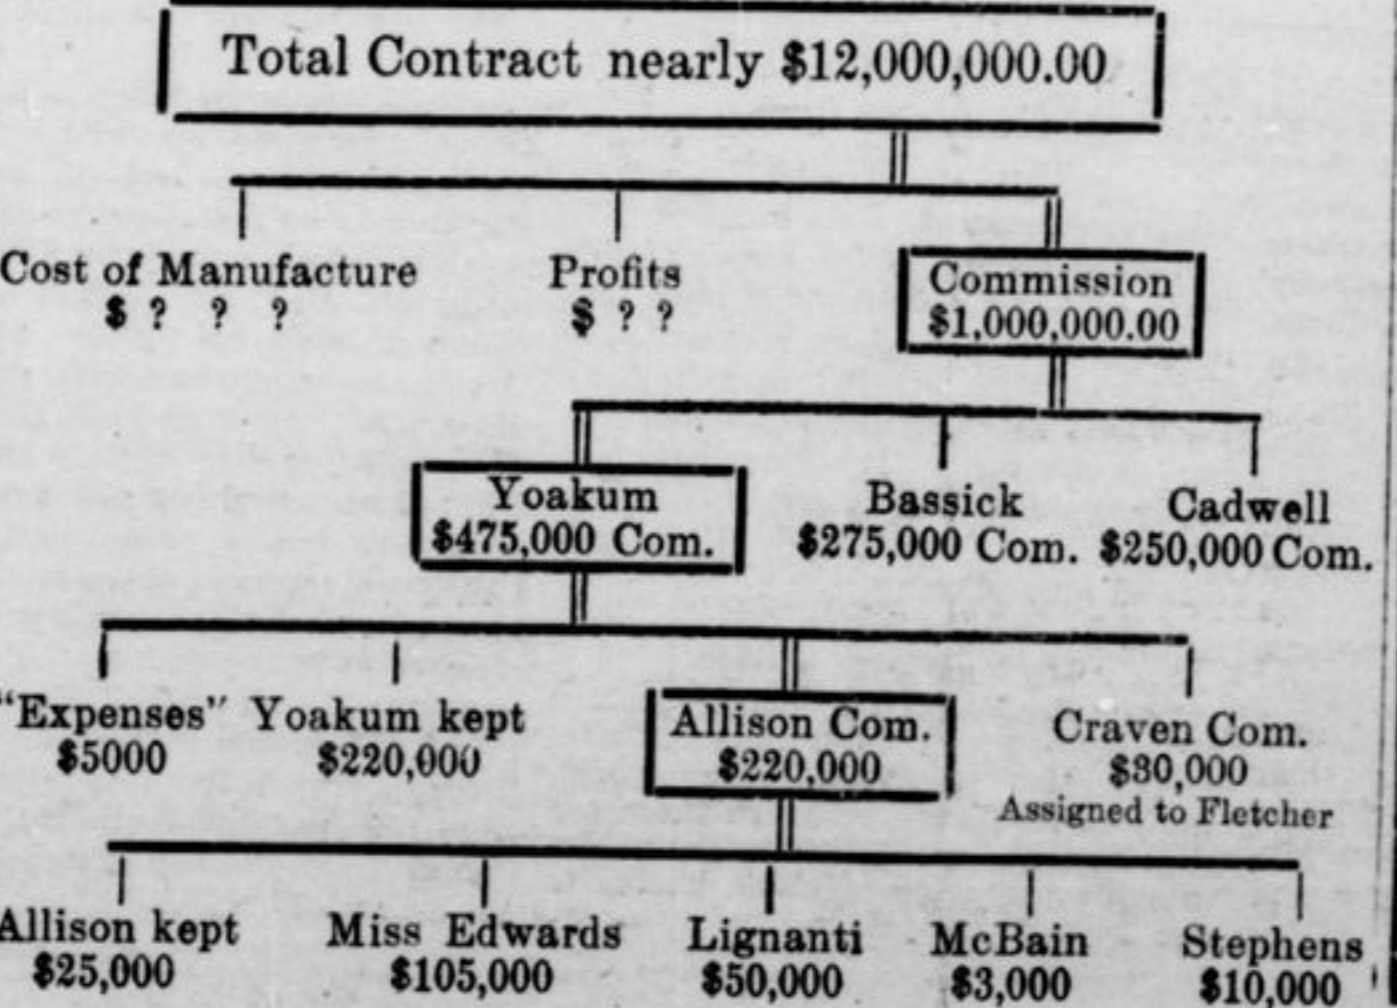 Total Contract nearly $12,000,000.00
Cost of Manufacture
$ ? ? ?
Profits
$ ? ?
Commission
$1,000,000.00
Yoakum
$475,000 Com.
Bassick
$275,000 Com.
Cadwell
$250,000 Com.
"Expenses"
$5000
Yoakum kept
$220,000
Allison Com.
$220,000
Craven Com.
$30,000
Assigned to Fletcher
Allison kept
$25,000
Miss Edwards
$105,000
Lignanti
$50,000
McBain
$3,000
Stephens
$10,000